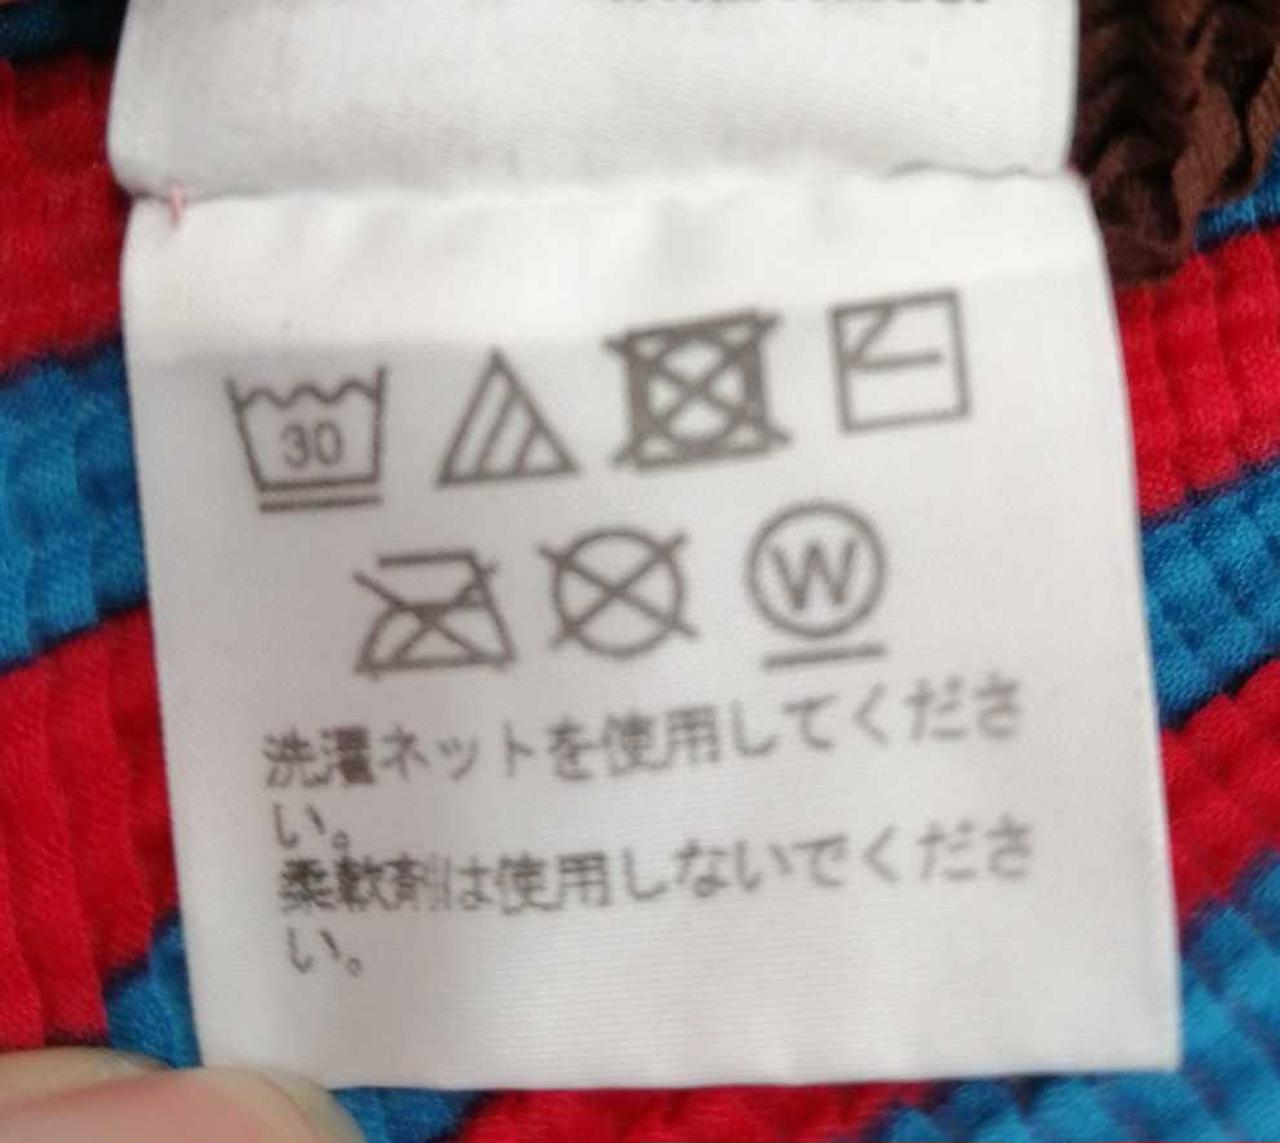 30
W
洗濯ネットを使用してくださ
い。
柔軟剤は使用しないでくださ
い。